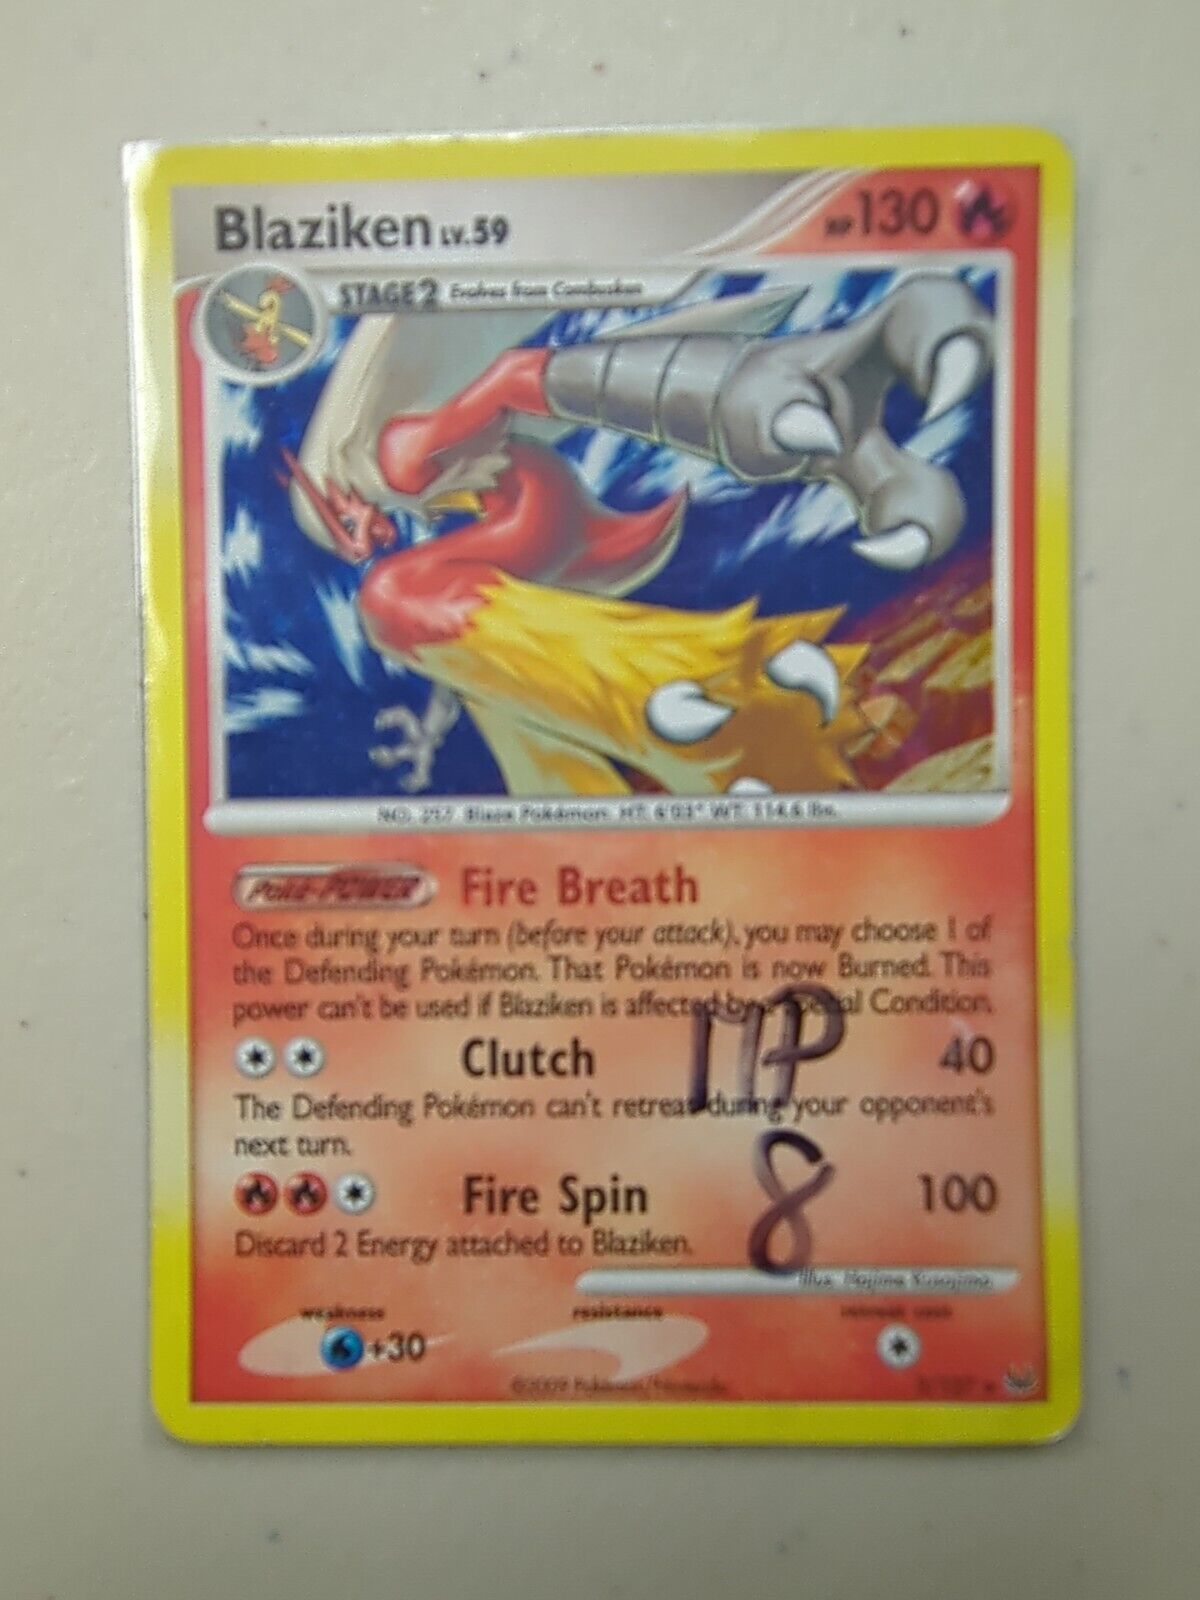 Blaziken LV.59 HP 130
STAGE 2 Evolves from Combusken
NO. 257 Blaze Pokémon. HT: 6'03" WT: 114.6 lbs.
Poké-POWER Fire Breath
Once during your turn (before your attack), you may choose 1 of
the Defending Pokémon. That Pokémon is now Burned. This
power can't be used if Blaziken is affected by a Special Condition.
MP
Clutch 40
The Defending Pokémon can't retreat during your opponent's
next turn.
8
Fire Spin 100
Discard 2 Energy attached to Blaziken.
Illus. Hajime Kusajima
weakness resistance retreat cost
+30
©2009 Pokémon/Nintendo